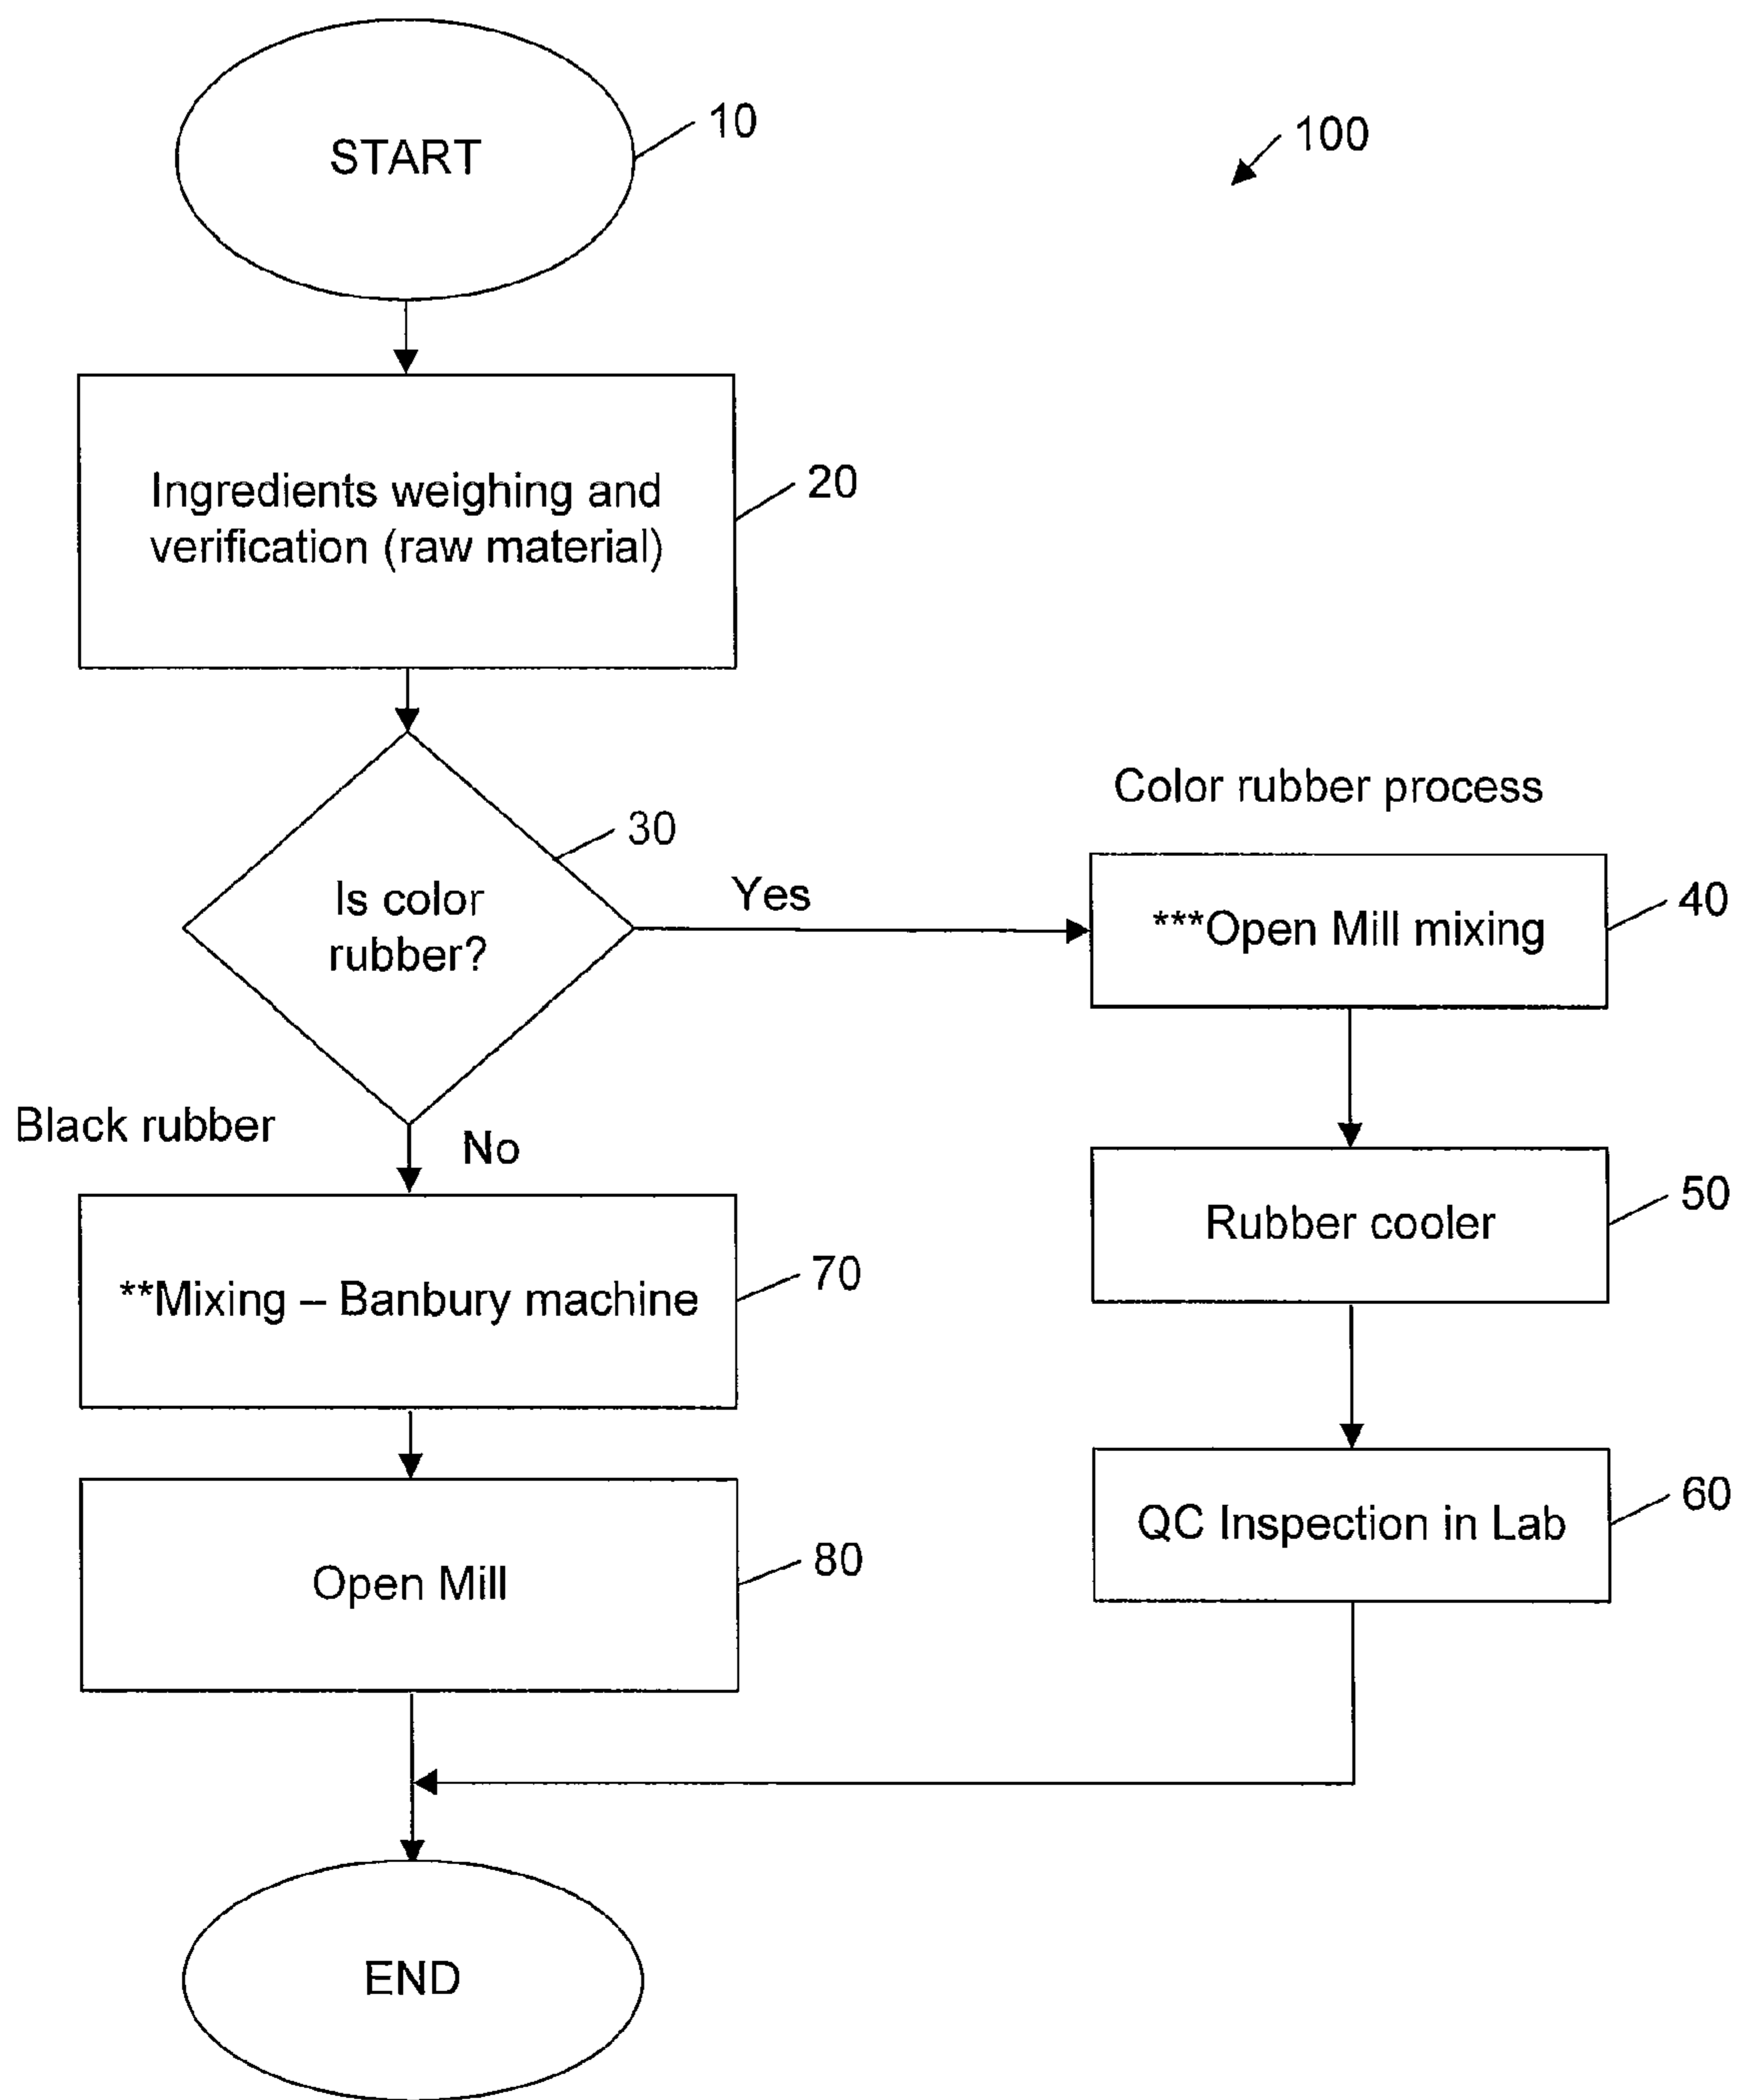 START
10
100
Ingredients weighing and
verification (raw material)
20
Is color
rubber?
30
Yes
Color rubber process
***Open Mill mixing
40
Rubber cooler
50
QC Inspection in Lab
60
Black rubber
No
**Mixing – Banbury machine
70
Open Mill
80
END